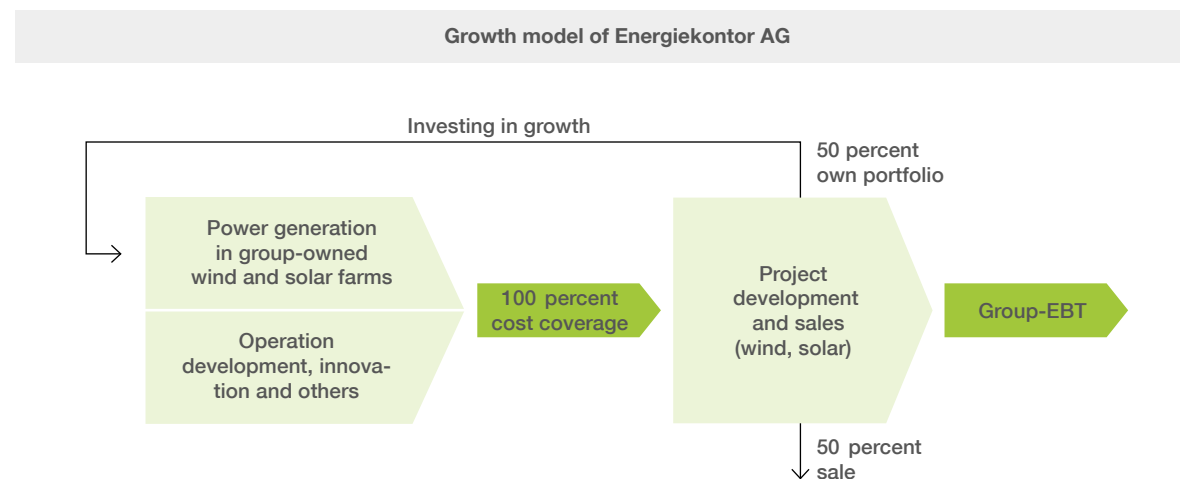 Growth model of Energiekontor AG
Investing in growth
50 percent
own portfolio
Power generation
in group-owned
wind and solar farms
Operation
development, innova-
tion and others
100 percent
cost coverage
Project
development
and sales
(wind, solar)
Group-EBT
50 percent
sale